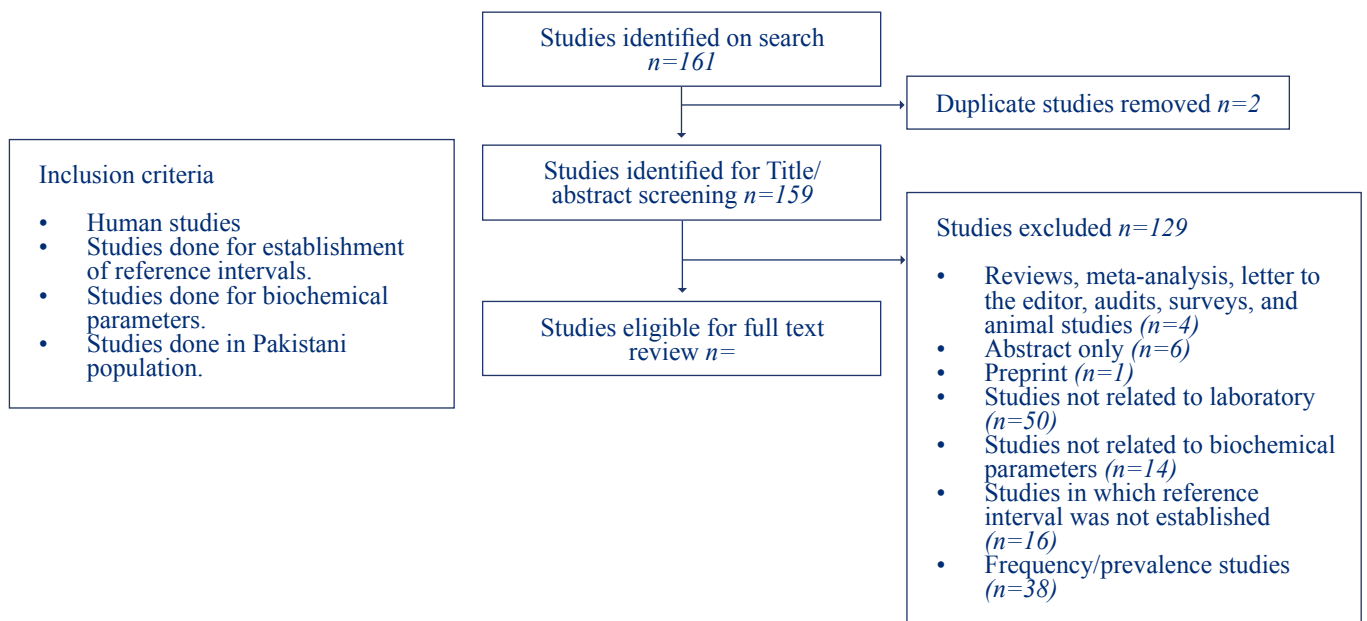 Studies identified on search
n=161
Duplicate studies removed n=2
Inclusion criteria
• Human studies
• Studies done for establishment
of reference intervals.
• Studies done for biochemical
parameters.
• Studies done in Pakistani
population.
Studies identified for Title/
abstract screening n=159
Studies excluded n=129
• Reviews, meta-analysis, letter to
the editor, audits, surveys, and
animal studies (n=4)
• Abstract only (n=6)
• Preprint (n=1)
• Studies not related to laboratory
(n=50)
• Studies not related to biochemical
parameters (n=14)
• Studies in which reference
interval was not established
(n=16)
• Frequency/prevalence studies
(n=38)
Studies eligible for full text
review n=